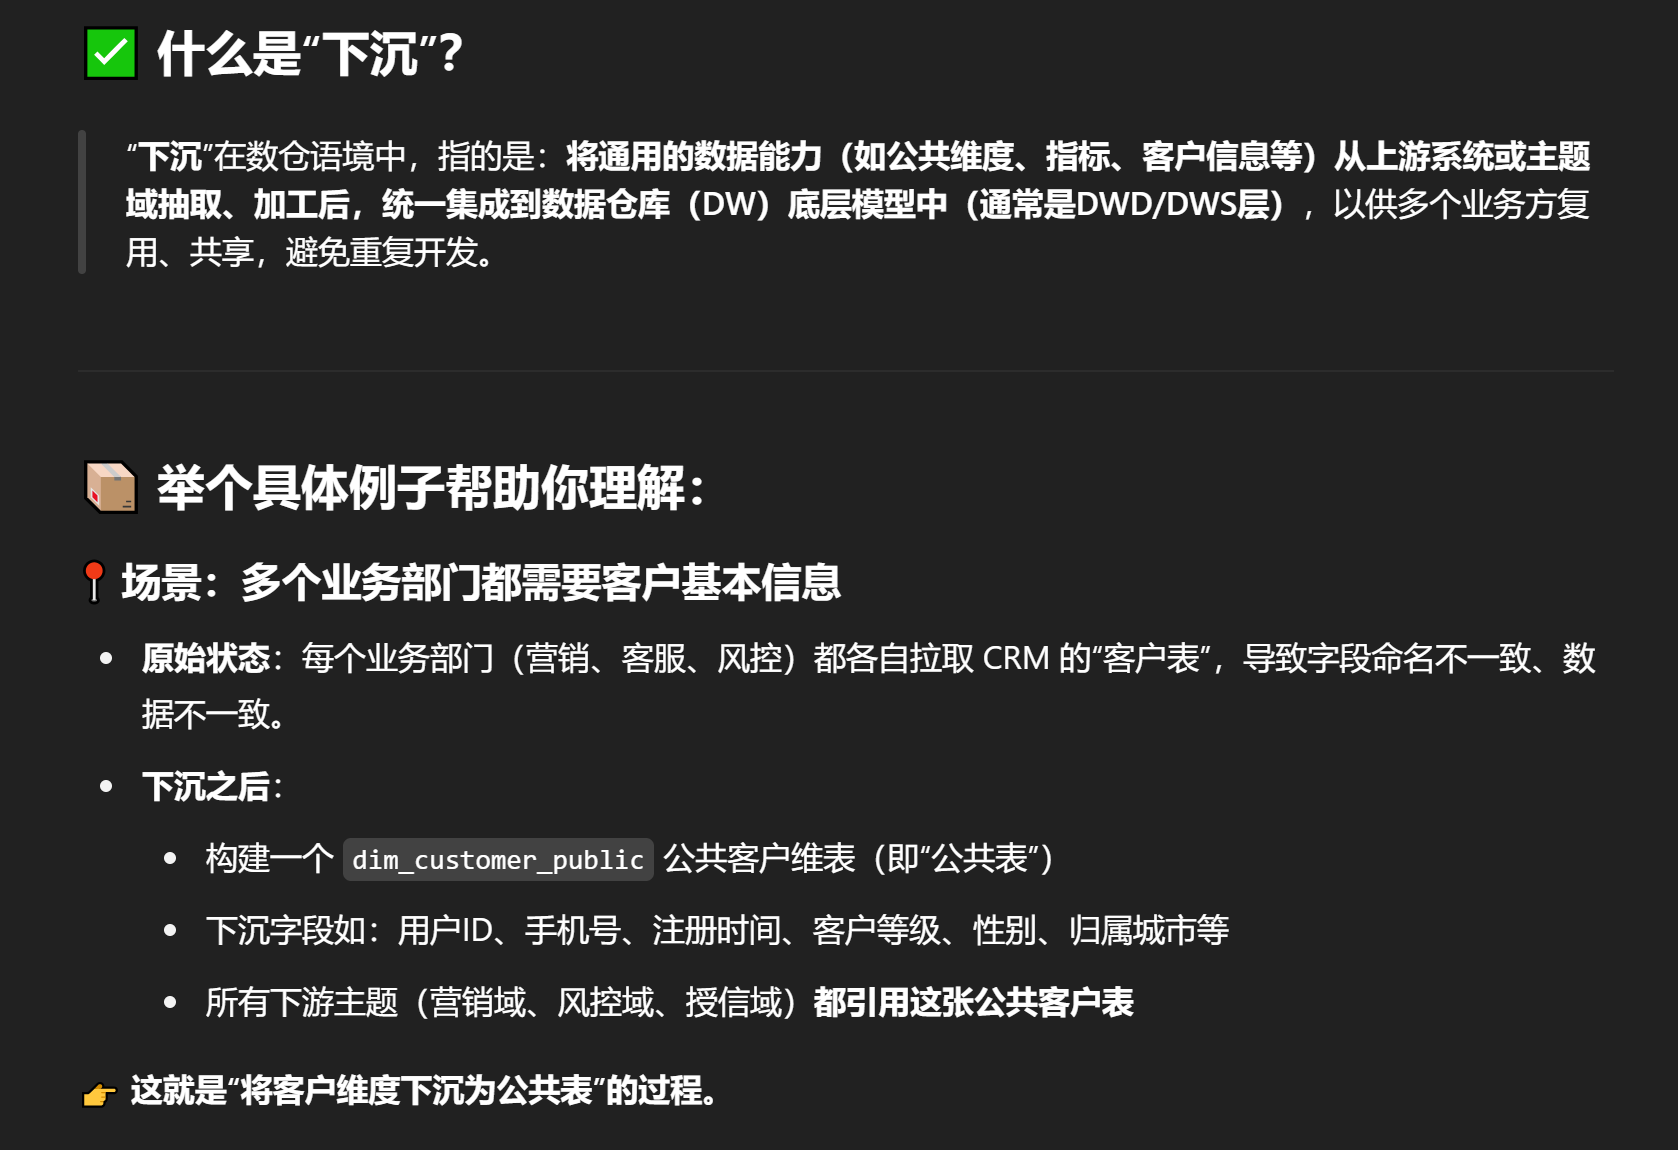 什么是“下沉”？
“下沉”在数仓语境中，指的是：将通用的数据能力（如公共维度、指标、客户信息等）从上游系统或主题
域抽取、加工后，统一集成到数据仓库（DW）底层模型中（通常是DWD/DWS层），以供多个业务方复
用、共享，避免重复开发。
举个具体例子帮助你理解：
场景：多个业务部门都需要客户基本信息
原始状态：每个业务部门（营销、客服、风控）都各自拉取 CRM 的“客户表”，导致字段命名不一致、数
据不一致。
下沉之后：
构建一个 dim_customer_public 公共客户维表（即“公共表”）
下沉字段如：用户ID、手机号、注册时间、客户等级、性别、归属城市等
所有下游主题（营销域、风控域、授信域）都引用这张公共客户表
这就是“将客户维度下沉为公共表”的过程。